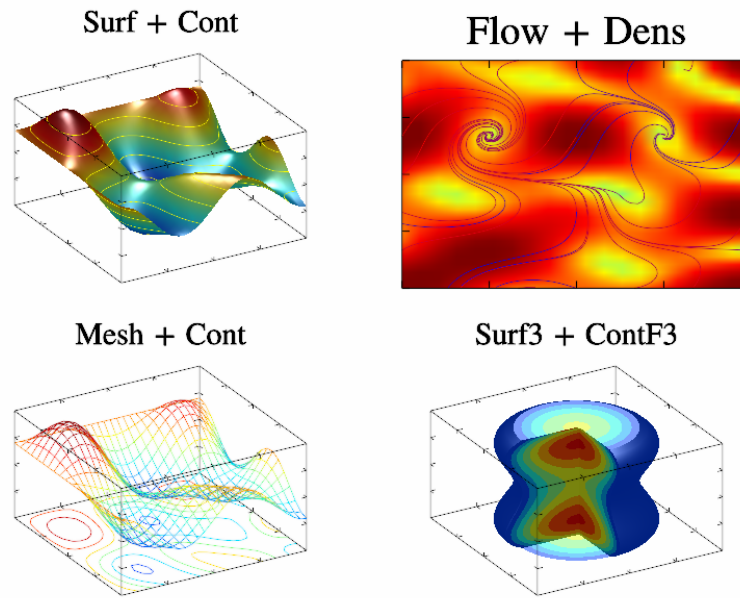 Surf + Cont
Flow + Dens
Mesh + Cont
Surf3 + ContF3